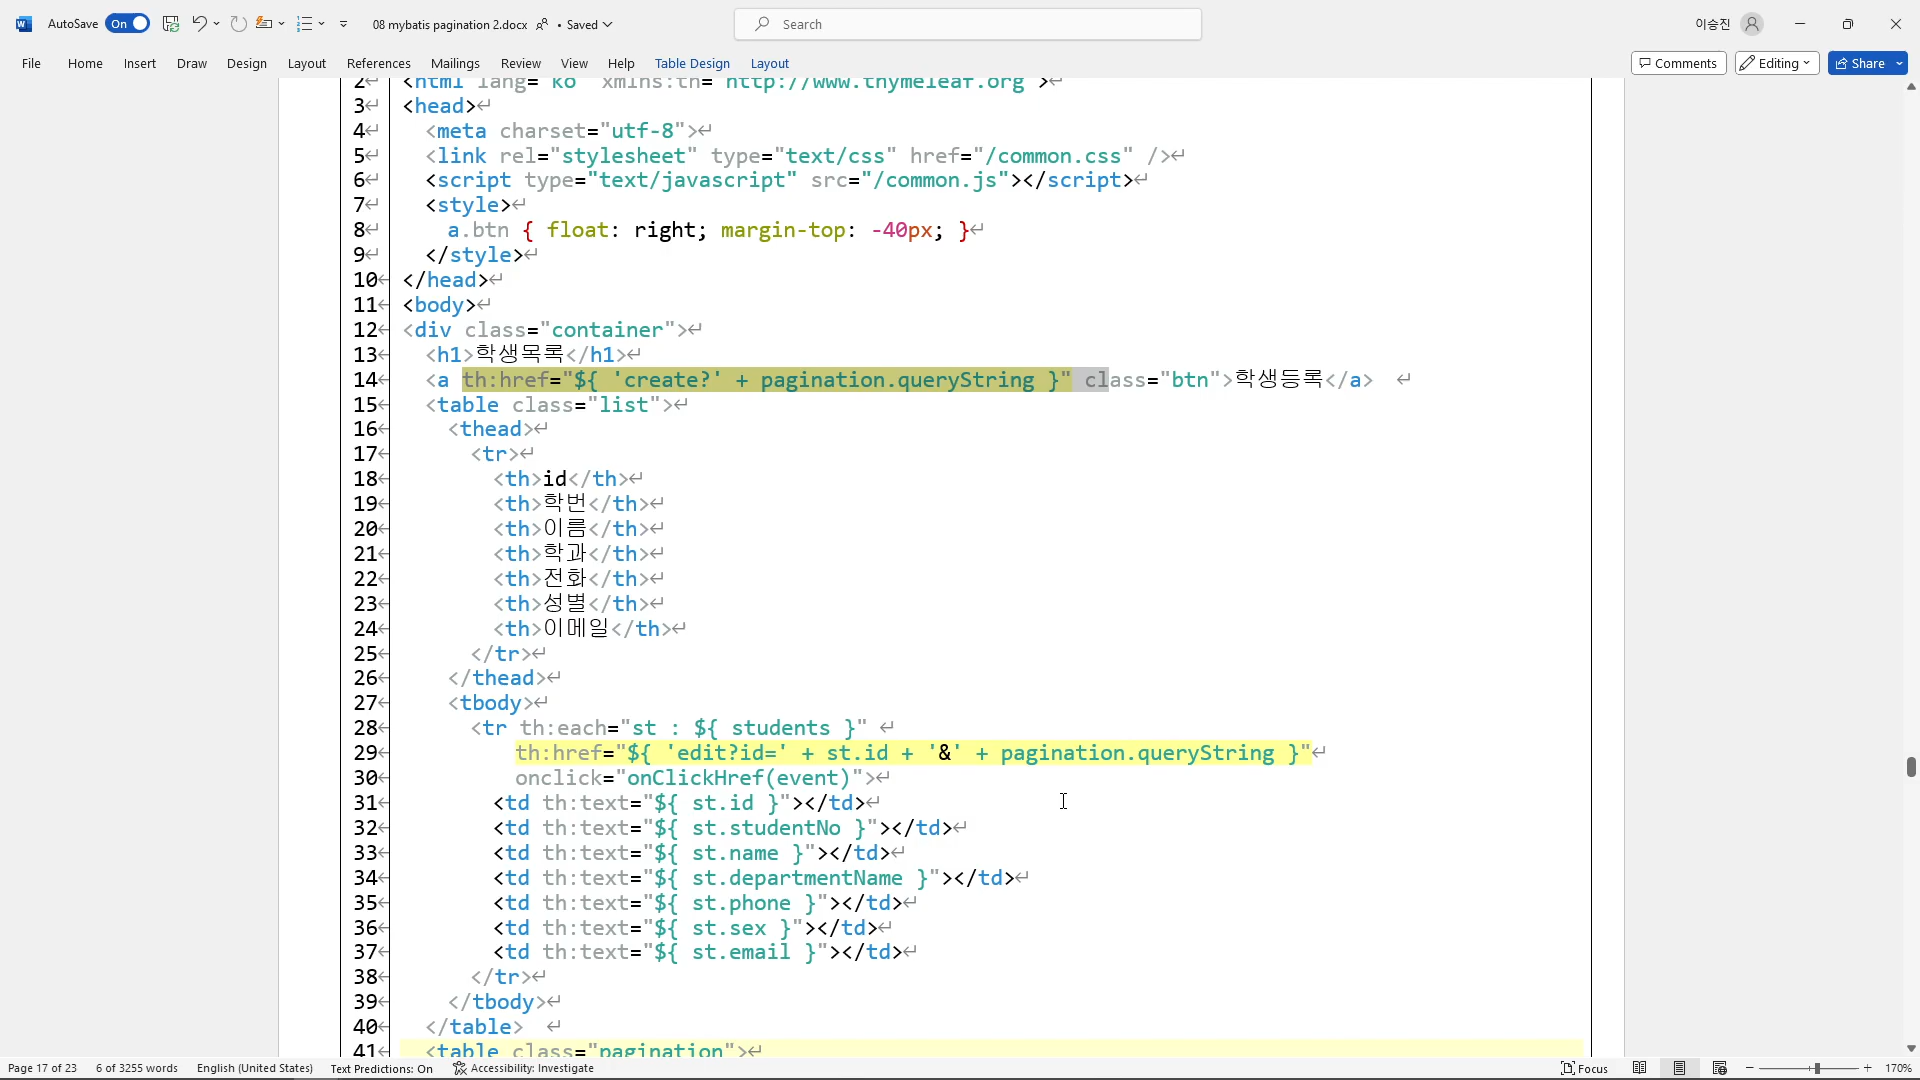 AutoSave On 08 mybatis pagination 2.docx • Saved Search 이승진
File Home Insert Draw Design Layout References Mailings Review View Help Table Design Layout Comments Editing Share
2 <html lang="ko" xmlns:th="http://www.thymeleaf.org">
3 <head>
4 <meta charset="utf-8">
5 <link rel="stylesheet" type="text/css" href="/common.css" />
6 <script type="text/javascript" src="/common.js"></script>
7 <style>
8 a.btn { float: right; margin-top: -40px; }
9 </style>
10 </head>
11 <body>
12 <div class="container">
13 <h1>학생목록</h1>
14 <a th:href="${ 'create?' + pagination.queryString }" class="btn">학생등록</a>
15 <table class="list">
16 <thead>
17 <tr>
18 <th>id</th>
19 <th>학번</th>
20 <th>이름</th>
21 <th>학과</th>
22 <th>전화</th>
23 <th>성별</th>
24 <th>이메일</th>
25 </tr>
26 </thead>
27 <tbody>
28 <tr th:each="st : ${ students }"
29 th:href="${ 'edit?id=' + st.id + '&' + pagination.queryString }"
30 onclick="onClickHref(event)">
31 <td th:text="${ st.id }"></td>
32 <td th:text="${ st.studentNo }"></td>
33 <td th:text="${ st.name }"></td>
34 <td th:text="${ st.departmentName }"></td>
35 <td th:text="${ st.phone }"></td>
36 <td th:text="${ st.sex }"></td>
37 <td th:text="${ st.email }"></td>
38 </tr>
39 </tbody>
40 </table>
41 <table class="pagination">
Page 17 of 23 6 of 3255 words English (United States) Text Predictions: On Accessibility: Investigate Focus 170%